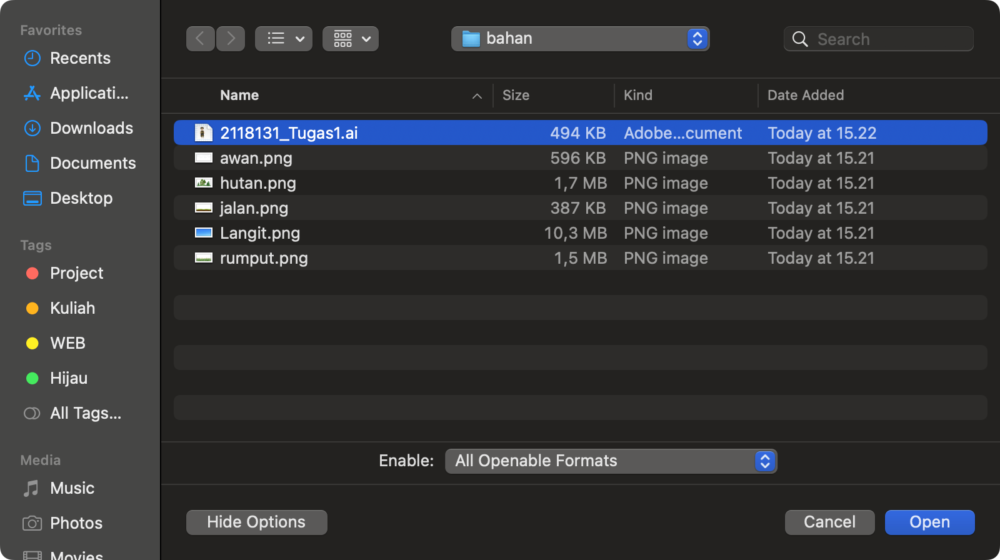 Favorites
Recents
Applicati...
Downloads
Documents
Desktop
Tags
Project
Kuliah
WEB
Hijau
All Tags...
Media
Music
Photos
Movies
bahan
Search
Name Size Kind Date Added
2118131_Tugas1.ai 494 KB Adobe...cument Today at 15.22
awan.png 596 KB PNG image Today at 15.21
hutan.png 1,7 MB PNG image Today at 15.21
jalan.png 387 KB PNG image Today at 15.21
Langit.png 10,3 MB PNG image Today at 15.21
rumput.png 1,5 MB PNG image Today at 15.21
Enable: All Openable Formats
Hide Options Cancel Open